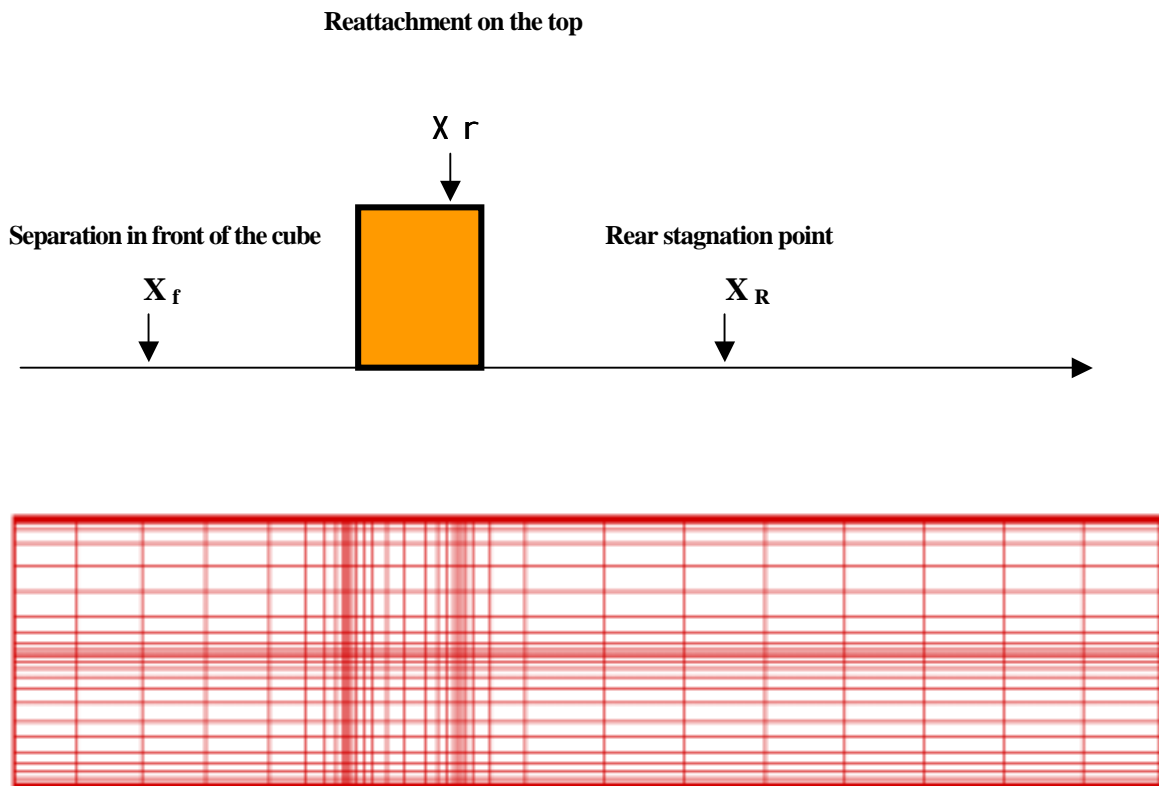 Reattachment on the top
X r
Separation in front of the cube
Rear stagnation point
X f
X R